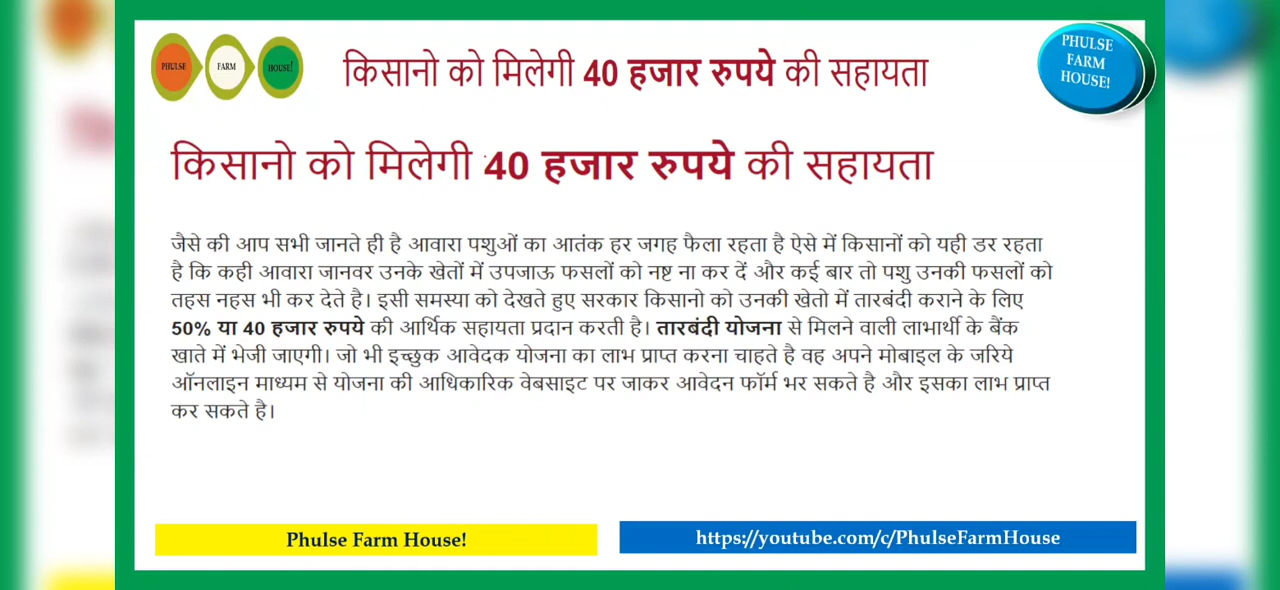 PHULSE FARM HOUSE!
किसानो को मिलेगी 40 हजार रुपये की सहायता
PHULSE
FARM
HOUSE!
किसानो को मिलेगी 40 हजार रुपये की सहायता
जैसे की आप सभी जानते ही है आवारा पशुओं का आतंक हर जगह फैला रहता है ऐसे में किसानों को यही डर रहता
है कि कही आवारा जानवर उनके खेतों में उपजाऊ फसलों को नष्ट ना कर दें और कई बार तो पशु उनकी फसलों को
तहस नहस भी कर देते है। इसी समस्या को देखते हुए सरकार किसानो को उनकी खेतो में तारबंदी कराने के लिए
50% या 40 हजार रुपये की आर्थिक सहायता प्रदान करती है। तारबंदी योजना से मिलने वाली लाभार्थी के बैंक
खाते में भेजी जाएगी। जो भी इच्छुक आवेदक योजना का लाभ प्राप्त करना चाहते है वह अपने मोबाइल के जरिये
ऑनलाइन माध्यम से योजना की आधिकारिक वेबसाइट पर जाकर आवेदन फॉर्म भर सकते है और इसका लाभ प्राप्त
कर सकते है।
Phulse Farm House!
https://youtube.com/c/PhulseFarmHouse